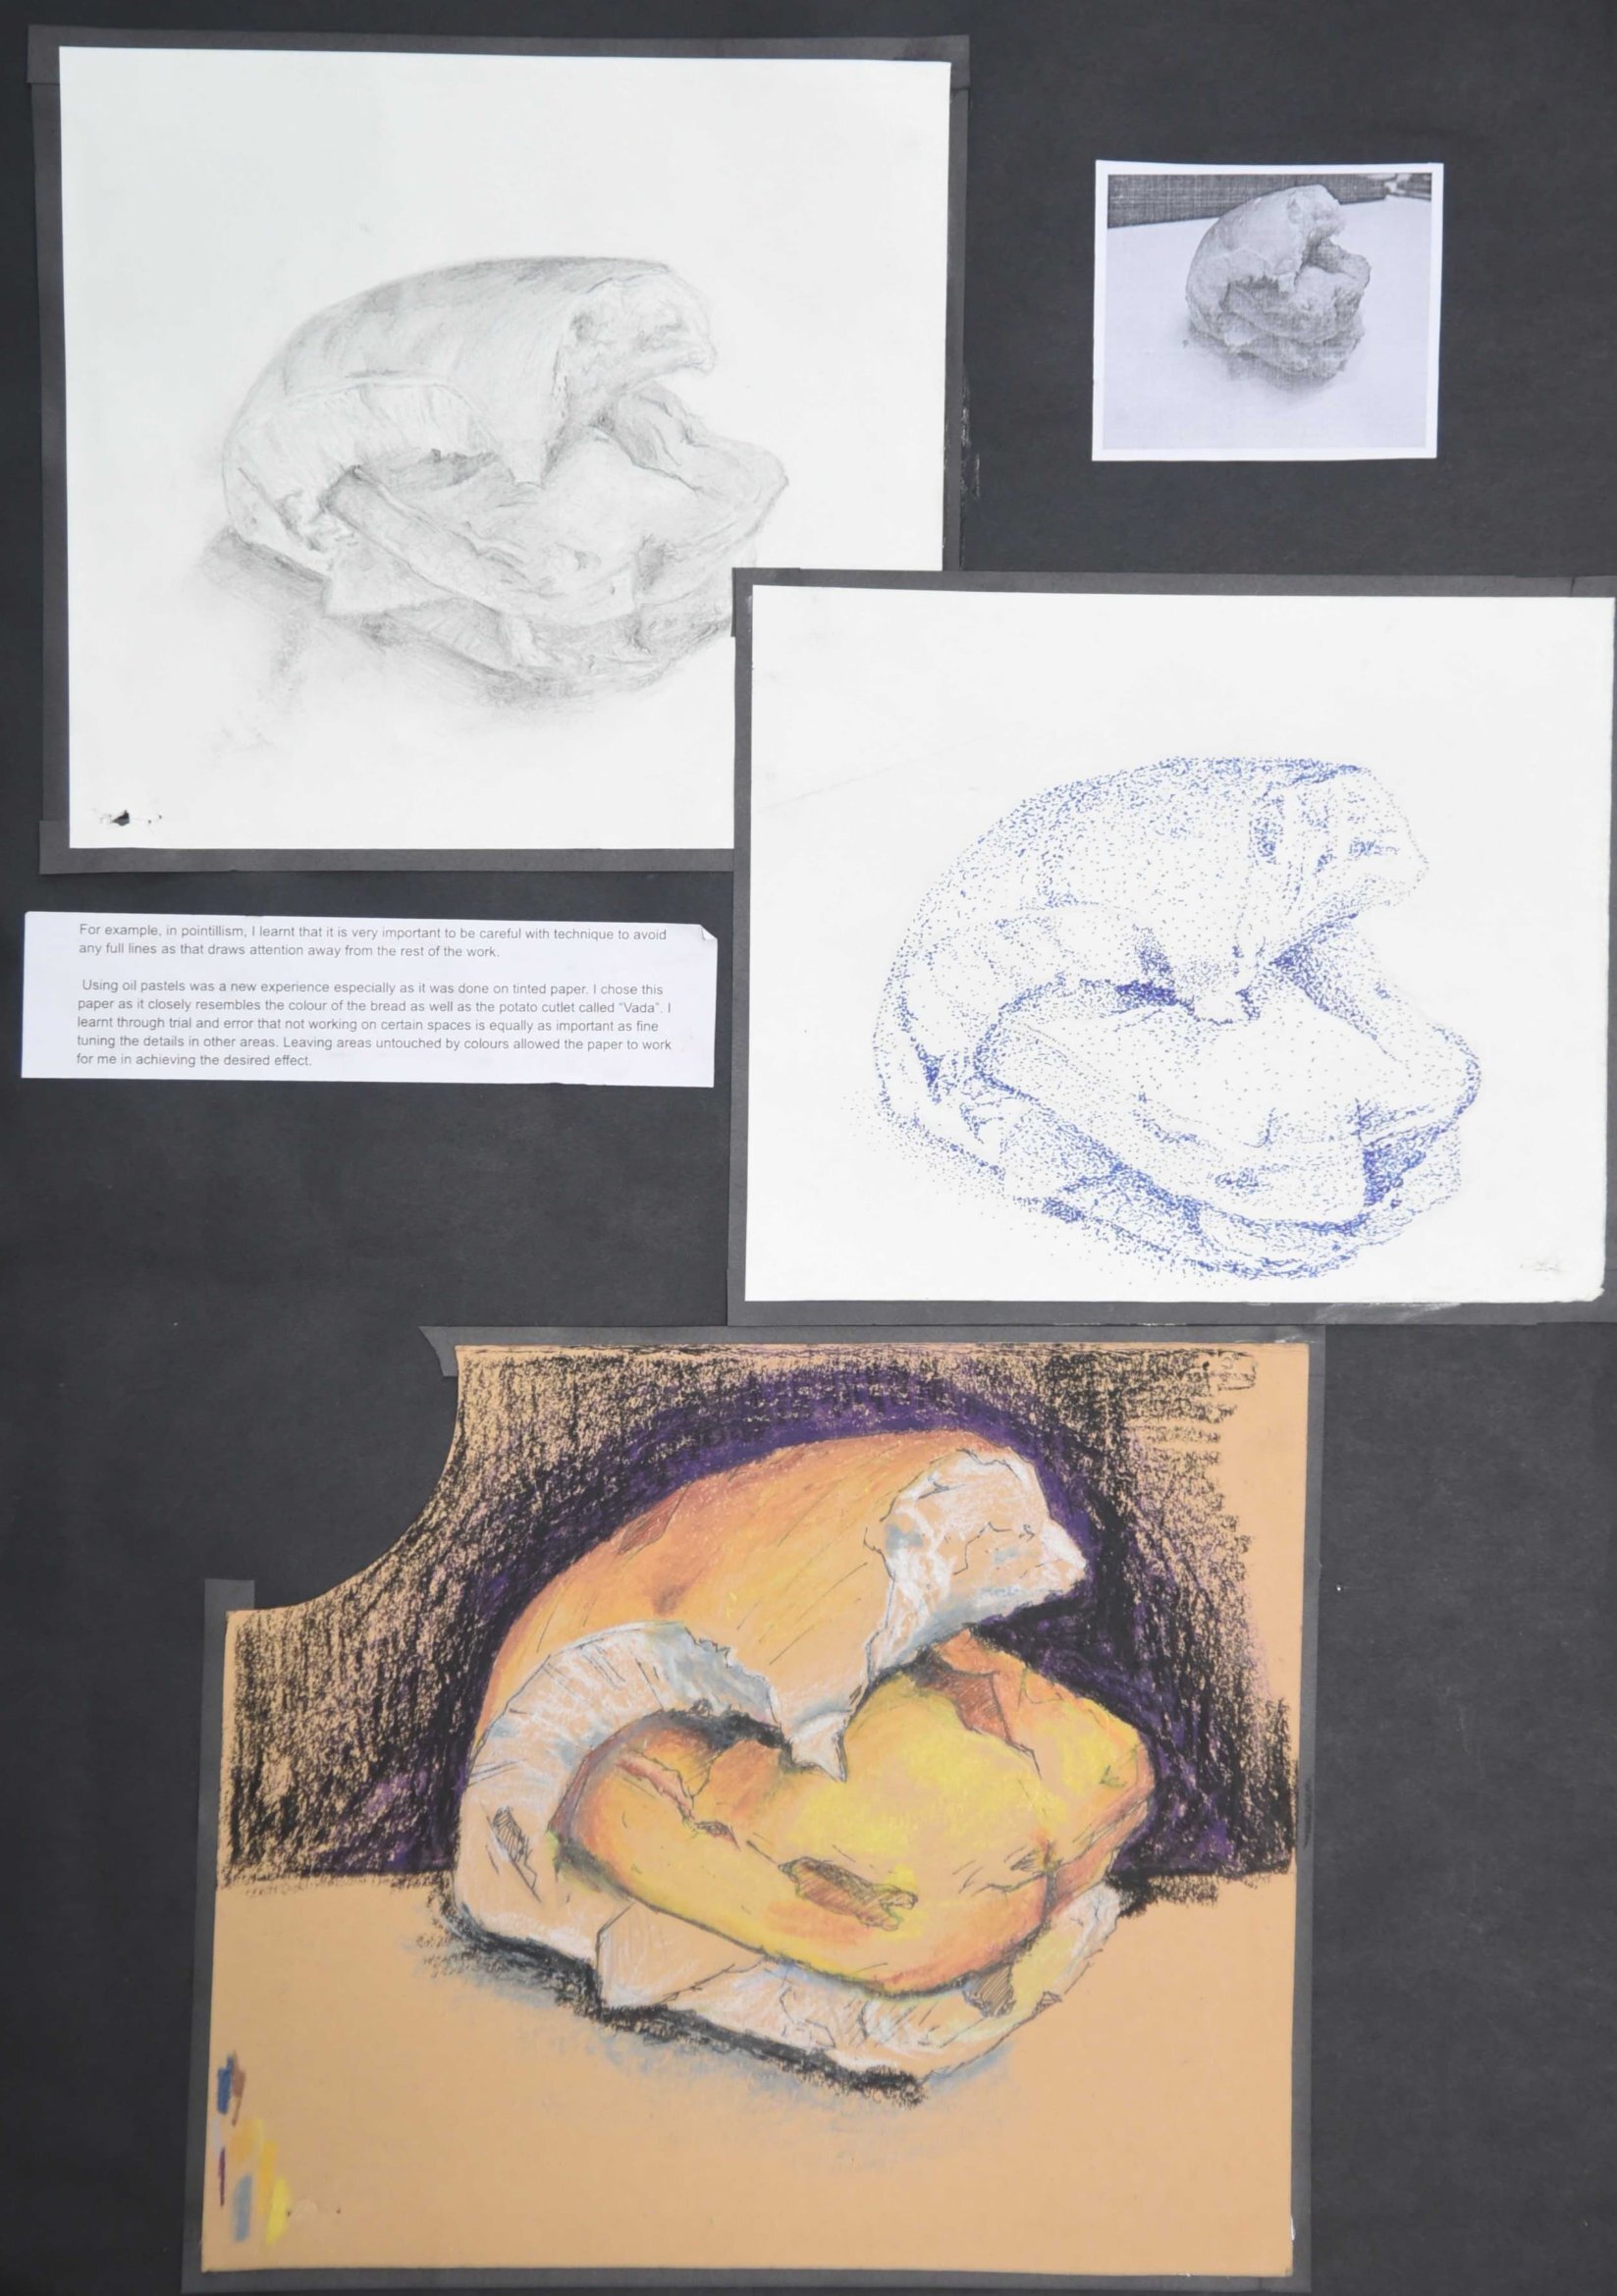 For example, in pointillism, I learnt that it is very important to be careful with technique to avoid
any full lines as that draws attention away from the rest of the work.
Using oil pastels was a new experience especially as it was done on tinted paper. I chose this
paper as it closely resembles the colour of the bread as well as the potato cutlet called "Vada". I
learnt through trial and error that not working on certain spaces is equally as important as fine
tuning the details in other areas. Leaving areas untouched by colours allowed the paper to work
for me in achieving the desired effect.